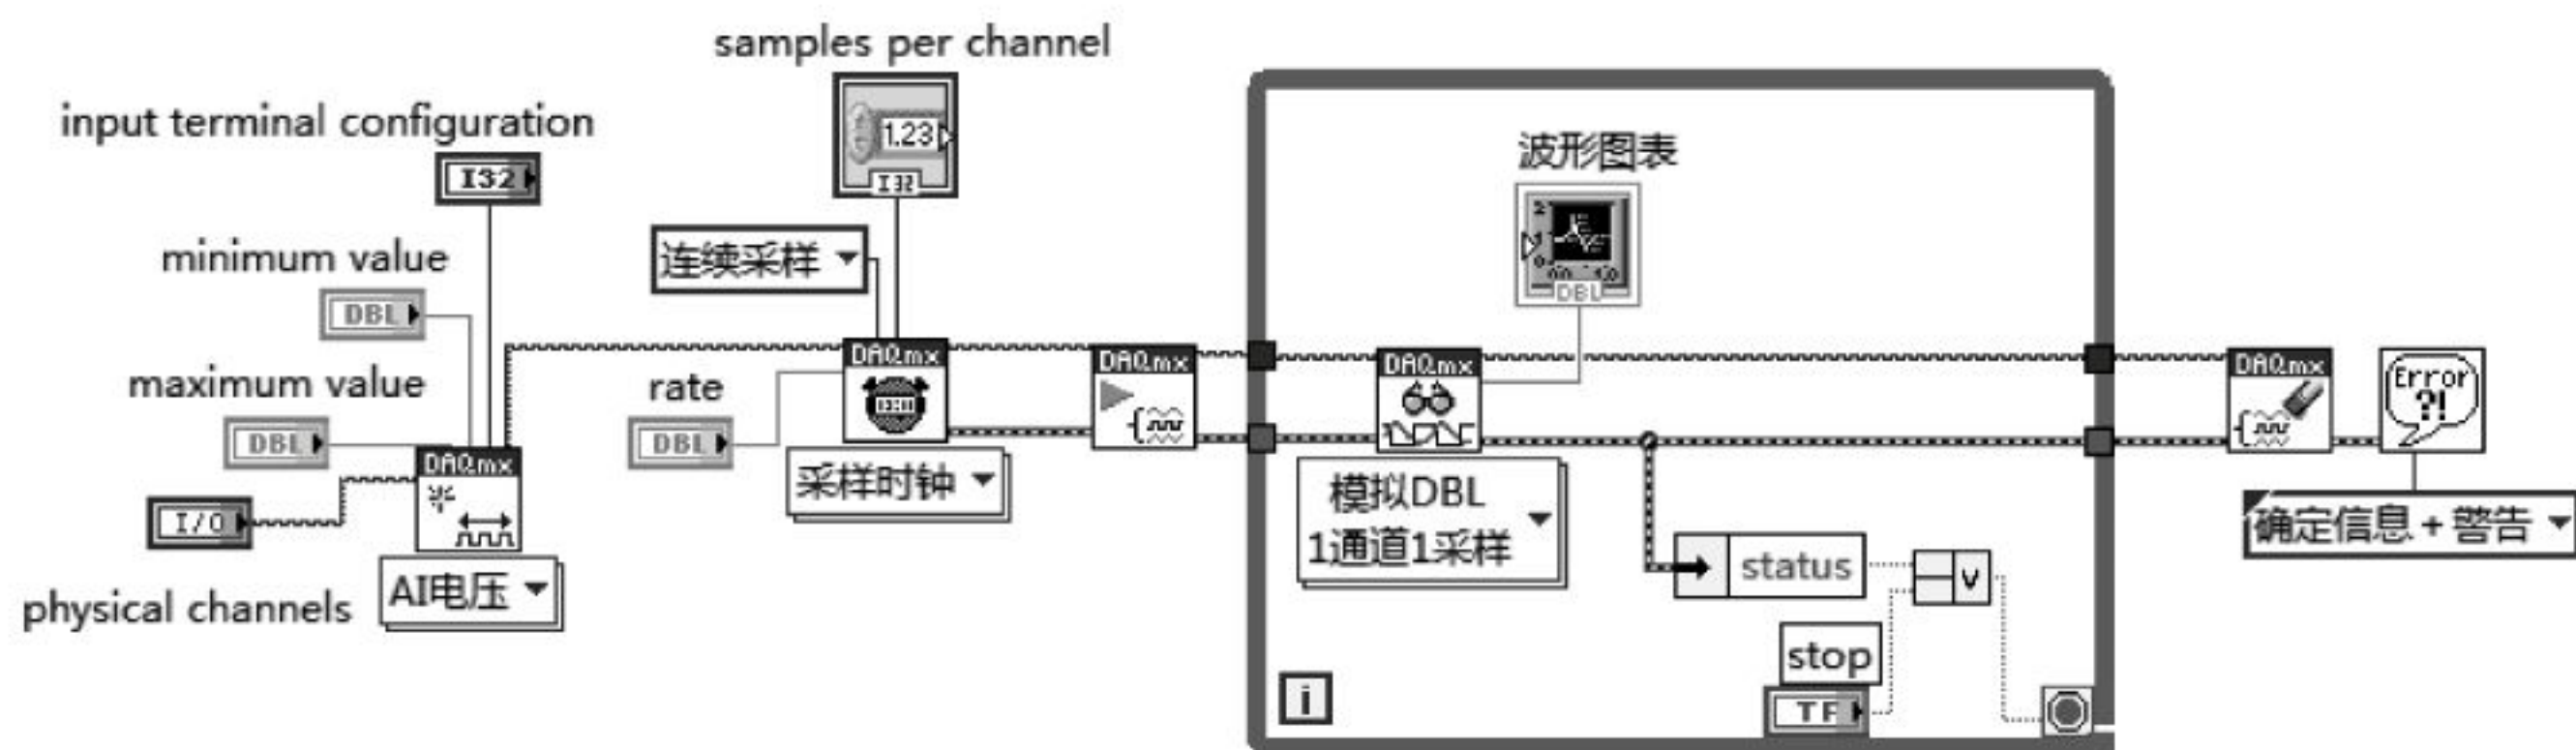 samples per channel
input terminal configuration
1.23
I32
I32
波形图表
连续采样
minimum value
2
1
0
DBL
DBL
DAQmx
DAQmx
DAQmx
DAQmx
Error
?!
maximum value
rate
DBL
DBL
DAQmx
采样时钟
模拟DBL
1通道1采样
I/O
确定信息 + 警告
status
V
AI电压
physical channels
stop
i
TF